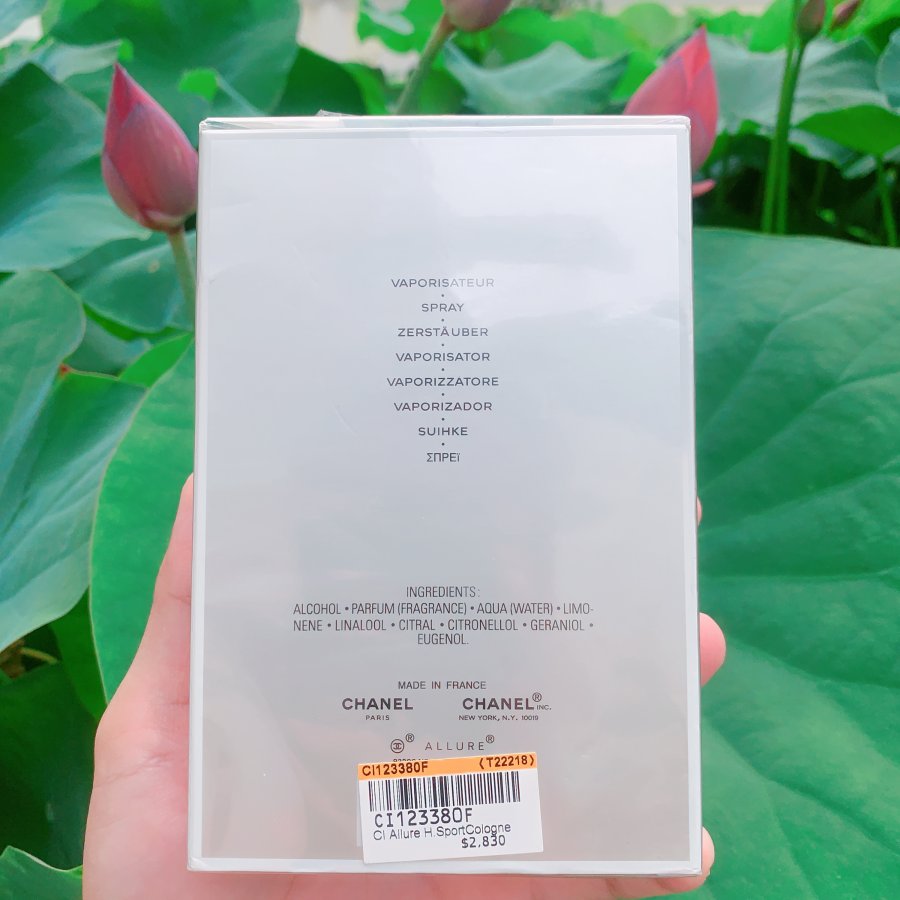 VAPORISATEUR
•
SPRAY
•
ZERSTÄUBER
•
VAPORISATOR
•
VAPORIZZATORE
•
VAPORIZADOR
•
SUIHKE
•
ΣΠΡΕΪ
INGREDIENTS:
ALCOHOL • PARFUM (FRAGRANCE) • AQUA (WATER) • LIMO-
NENE • LINALOOL • CITRAL • CITRONELLOL • GERANIOL •
EUGENOL.
MADE IN FRANCE
CHANEL CHANEL® INC.
PARIS NEW YORK, N.Y. 10019
® ALLURE®
CI123380F (T22218)
CI123380F
CI Allure H.SportCologne
$2,830